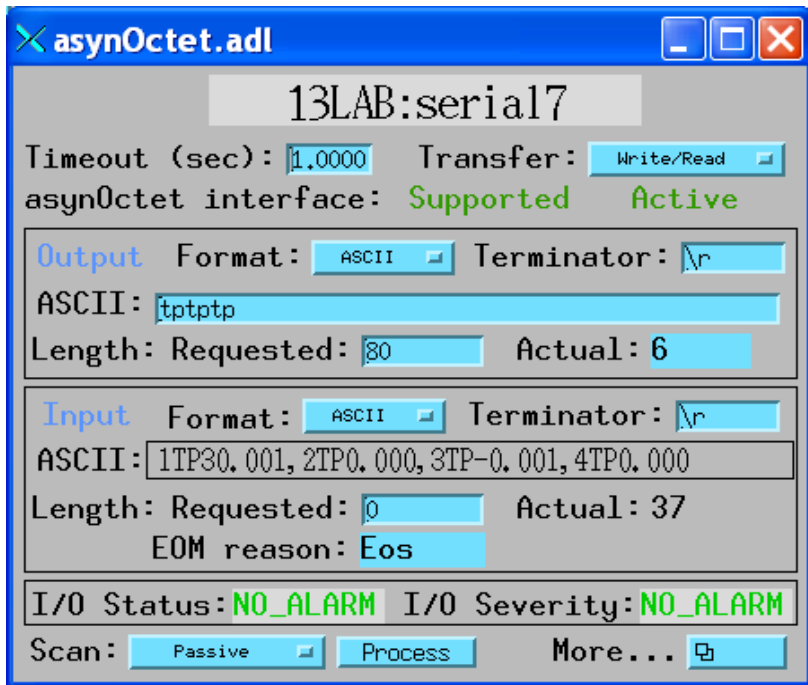 asynOctet.adl
13LAB:serial7
Timeout (sec): 1.0000 Transfer: Write/Read
asynOctet interface: Supported Active
Output Format: ASCII Terminator: \r
ASCII: tptptp
Length: Requested: 80 Actual: 6
Input Format: ASCII Terminator: \r
ASCII: 1TP30.001,2TP0.000,3TP-0.001,4TP0.000
Length: Requested: 0 Actual: 37
EOM reason: Eos
I/O Status: NO_ALARM I/O Severity: NO_ALARM
Scan: Passive Process More...